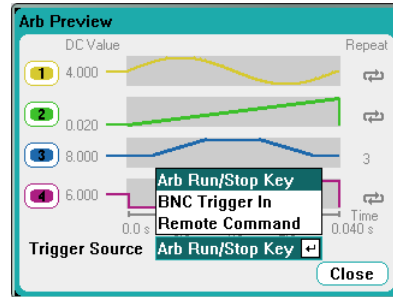 Arb Preview
DC Value Repeat
1 4.000
2 0.020
3 8.000 3
4 6.000
Arb Run/Stop Key
BNC Trigger In
Remote Command
Time
0.0 s 0.040 s
Trigger Source Arb Run/Stop Key
Close